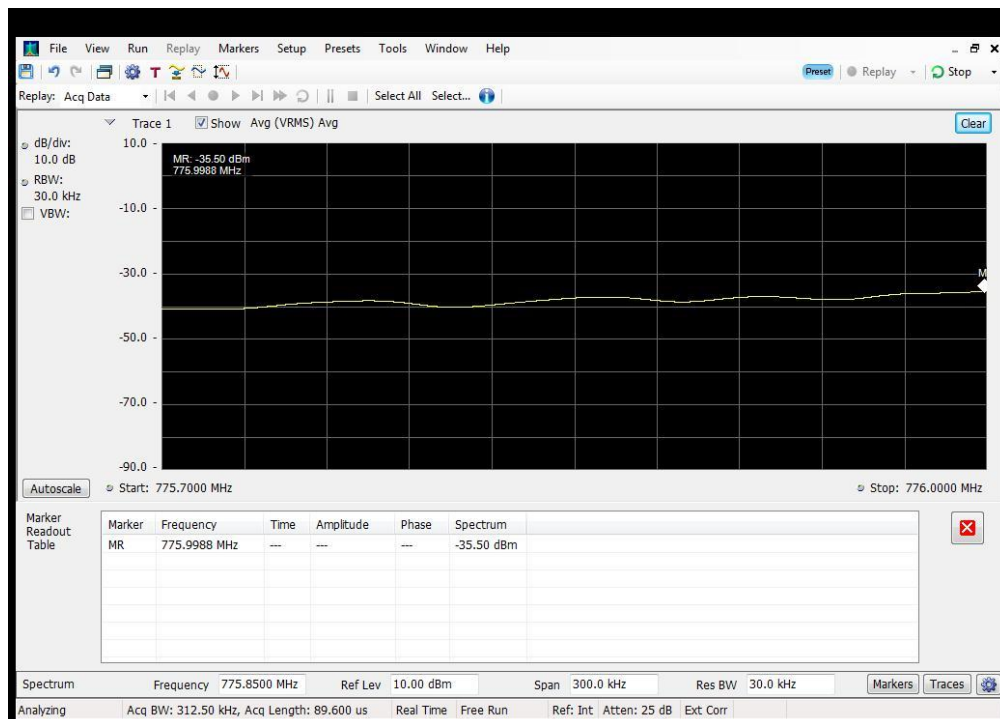 File View Run Replay Markers Setup Presets Tools Window Help
T Preset Replay Stop
Replay: Acq Data Select All Select...
Trace 1 Show Avg (VRMS) Avg Clear
dB/div:
10.0 dB
RBW:
30.0 kHz
VBW:
10.0 -
-10.0 -
-30.0 -
-50.0 -
-70.0 -
-90.0 -
MR: -35.50 dBm
775.9988 MHz
M
Autoscale Start: 775.7000 MHz Stop: 776.0000 MHz
Marker
Readout
Table
Marker Frequency Time Amplitude Phase Spectrum
MR 775.9988 MHz --- --- --- -35.50 dBm
Spectrum Frequency 775.8500 MHz Ref Lev 10.00 dBm Span 300.0 kHz Res BW 30.0 kHz Markers Traces
Analyzing Acq BW: 312.50 kHz, Acq Length: 89.600 us Real Time Free Run Ref: Int Atten: 25 dB Ext Corr